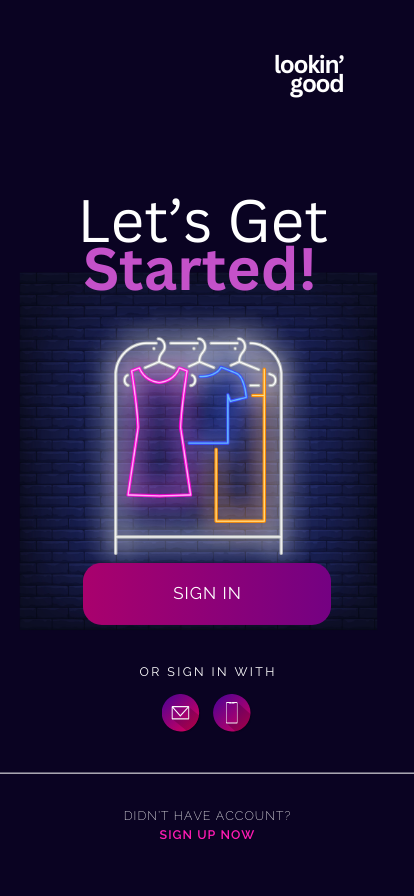 lookin’
good
Let’s Get
Started!
SIGN IN
OR SIGN IN WITH
DIDN’T HAVE ACCOUNT?
SIGN UP NOW